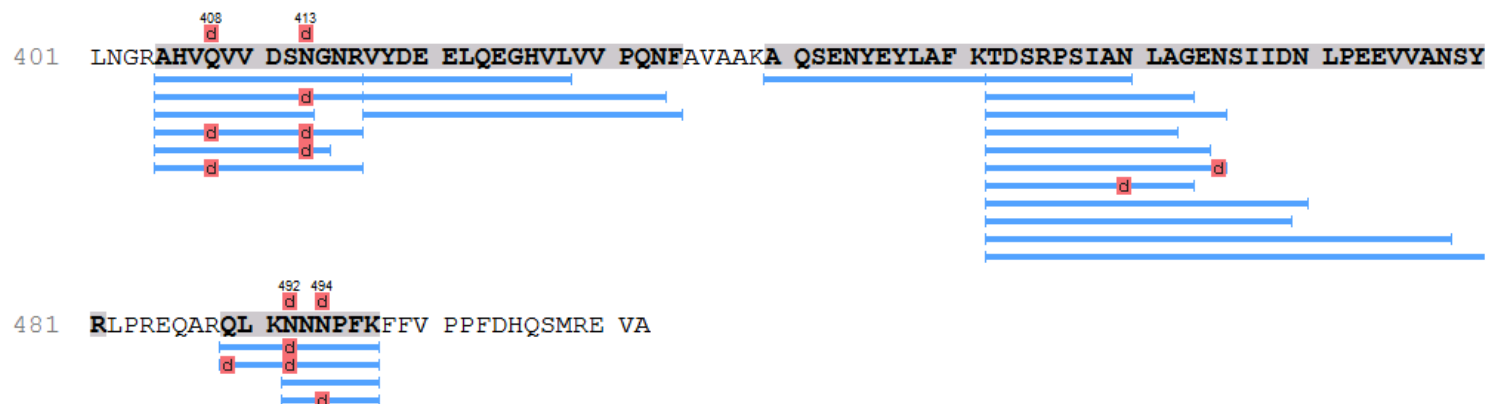 408 413
d d
401 LNGRAHVQVV DSNGNRVYDE ELQEGHVLVV PQNFAVAAKA QSENYEYLAF KTDSRPSIAN LAGENSIIDN LPEEVVANSY
d
d d
d
d d
d
492 494
d d
481 RLPREQARQL KNNNPFKFFV PPFDHQSMRE VA
d
d d
d